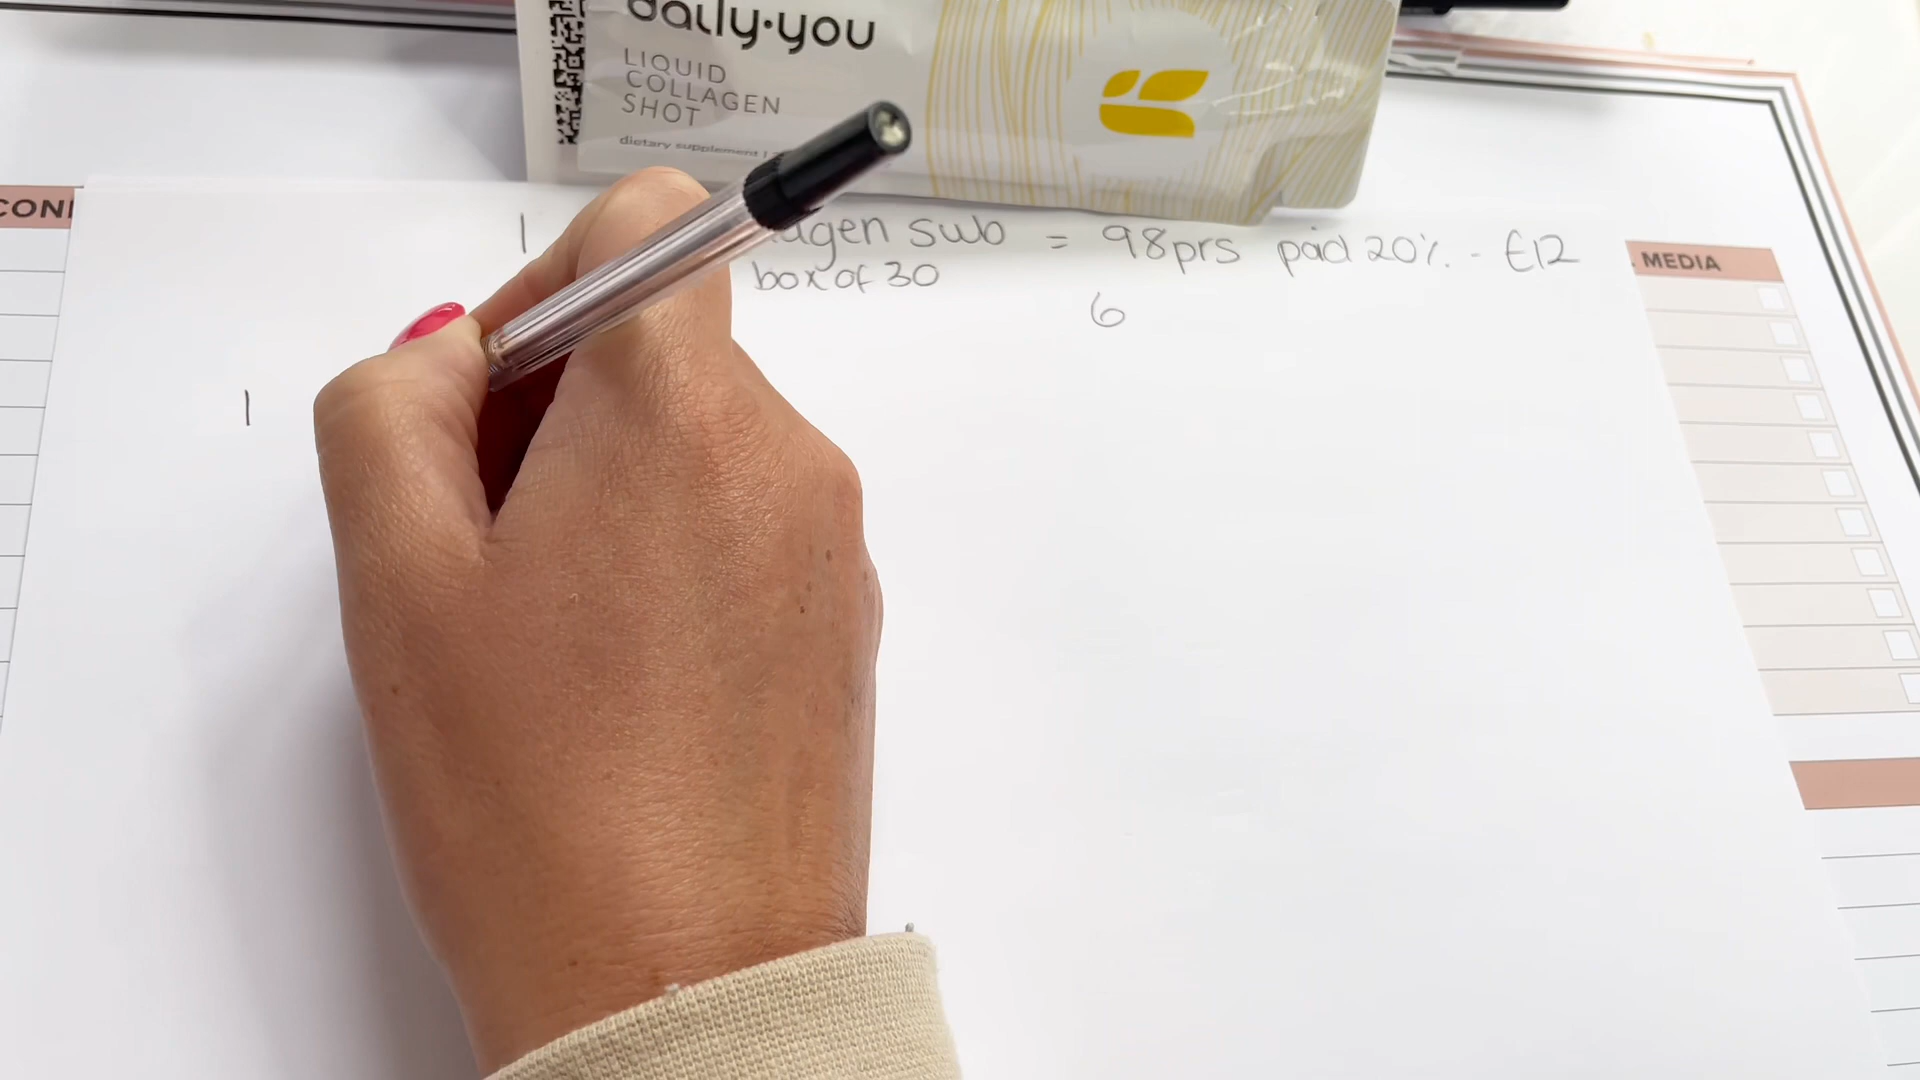 daily•you
LIQUID
COLLAGEN
SHOT
dietary supplement |
1 agen sub = 98prs paid 20% - £12
box of 30
6
1
CON
MEDIA